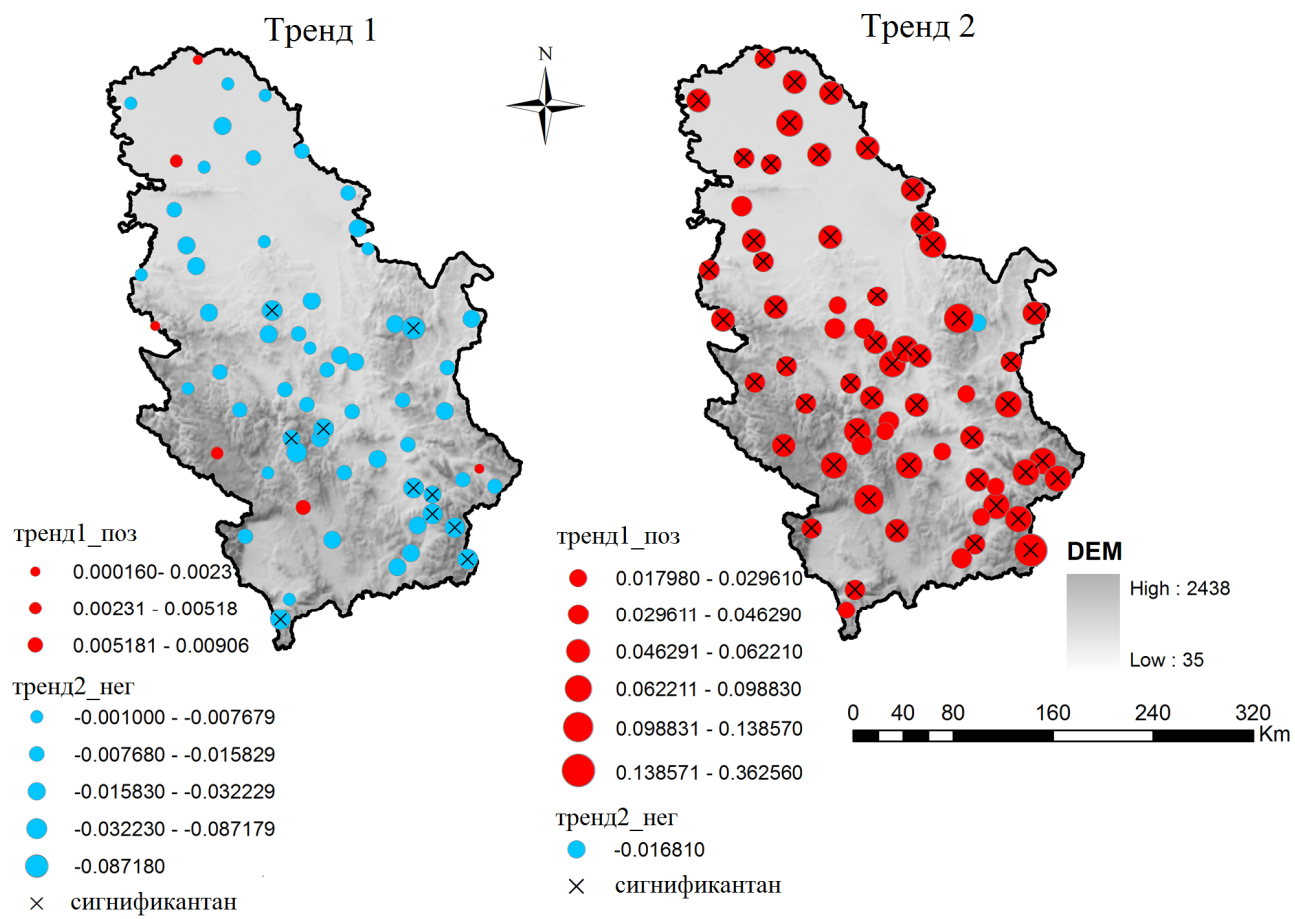 Тренд 1
Тренд 2
N
тренд1_поз
0.000160- 0.0023
0.00231 - 0.00518
0.005181 - 0.00906
тренд2_нег
-0.001000 - -0.007679
-0.007680 - -0.015829
-0.015830 - -0.032229
-0.032230 - -0.087179
-0.087180
сигнификантан
тренд1_поз
0.017980 - 0.029610
0.029611 - 0.046290
0.046291 - 0.062210
0.062211 - 0.098830
0.098831 - 0.138570
0.138571 - 0.362560
тренд2_нег
-0.016810
сигнификантан
DEM
High : 2438
Low : 35
0 40 80 160 240 320
Km